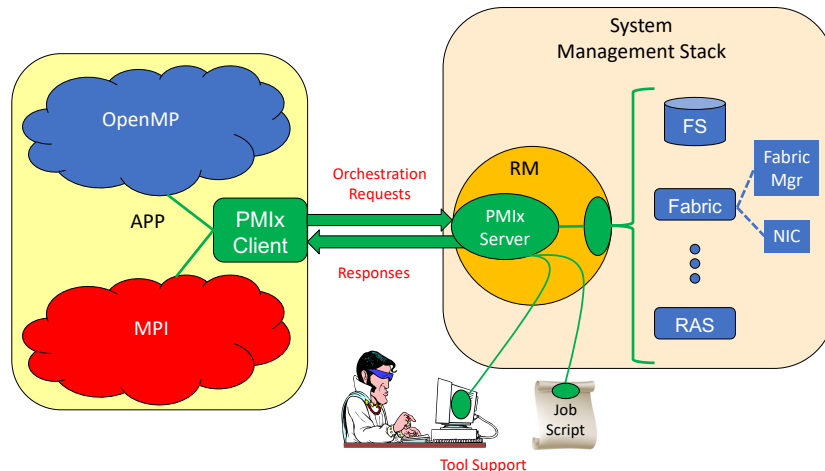 System
Management Stack
OpenMP
APP
PMIx
Client
MPI
Orchestration
Requests
Responses
RM
PMIx
Server
FS
Fabric
Fabric
Mgr
NIC
RAS
Job
Script
Tool Support